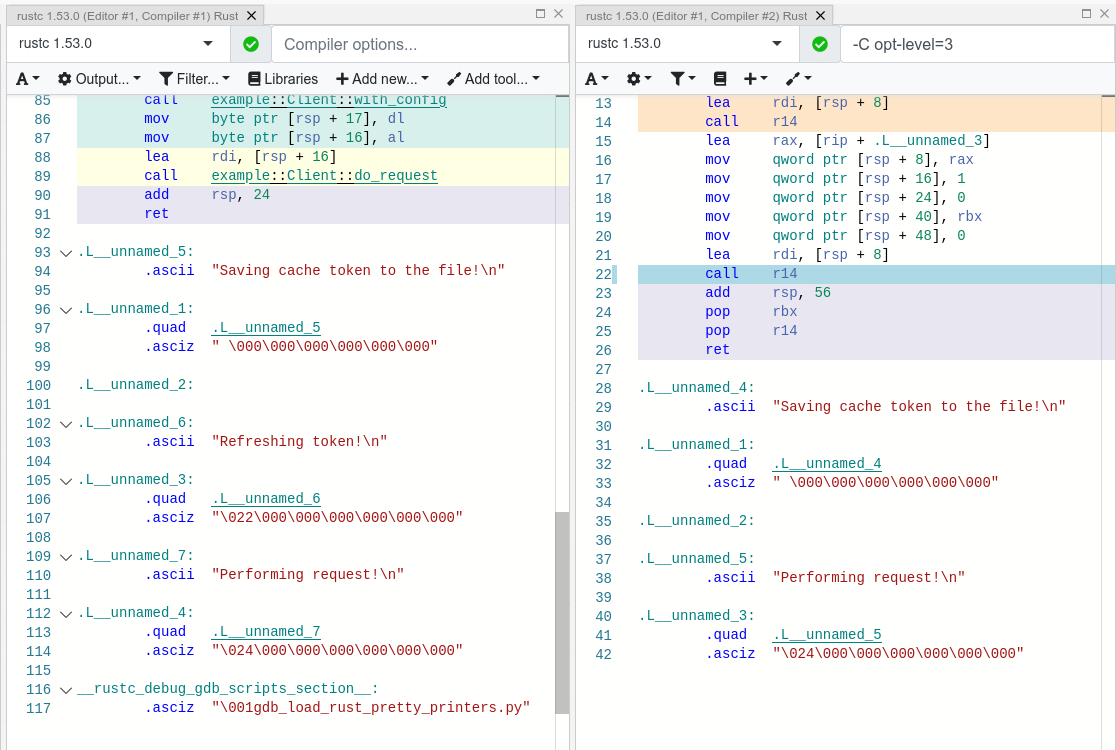 rustc 1.53.0 (Editor #1, Compiler #1) Rust
rustc 1.53.0
Compiler options...
A Output... Filter... Libraries Add new... Add tool...
85 call example::Client::with_config
86 mov byte ptr [rsp + 17], dl
87 mov byte ptr [rsp + 16], al
88 lea rdi, [rsp + 16]
89 call example::Client::do_request
90 add rsp, 24
91 ret
92
93 .L__unnamed_5:
94 .ascii "Saving cache token to the file!\n"
95
96 .L__unnamed_1:
97 .quad .L__unnamed_5
98 .asciz " \000\000\000\000\000\000"
99
100 .L__unnamed_2:
101
102 .L__unnamed_6:
103 .ascii "Refreshing token!\n"
104
105 .L__unnamed_3:
106 .quad .L__unnamed_6
107 .asciz "\022\000\000\000\000\000\000"
108
109 .L__unnamed_7:
110 .ascii "Performing request!\n"
111
112 .L__unnamed_4:
113 .quad .L__unnamed_7
114 .asciz "\024\000\000\000\000\000\000"
115
116 __rustc_debug_gdb_scripts_section__:
117 .asciz "\001gdb_load_rust_pretty_printers.py"
rustc 1.53.0 (Editor #1, Compiler #2) Rust
rustc 1.53.0
-C opt-level=3
A
13 lea rdi, [rsp + 8]
14 call r14
15 lea rax, [rip + .L__unnamed_3]
16 mov qword ptr [rsp + 8], rax
17 mov qword ptr [rsp + 16], 1
18 mov qword ptr [rsp + 24], 0
19 mov qword ptr [rsp + 40], rbx
20 mov qword ptr [rsp + 48], 0
21 lea rdi, [rsp + 8]
22 call r14
23 add rsp, 56
24 pop rbx
25 pop r14
26 ret
27
28 .L__unnamed_4:
29 .ascii "Saving cache token to the file!\n"
30
31 .L__unnamed_1:
32 .quad .L__unnamed_4
33 .asciz " \000\000\000\000\000\000"
34
35 .L__unnamed_2:
36
37 .L__unnamed_5:
38 .ascii "Performing request!\n"
39
40 .L__unnamed_3:
41 .quad .L__unnamed_5
42 .asciz "\024\000\000\000\000\000\000"